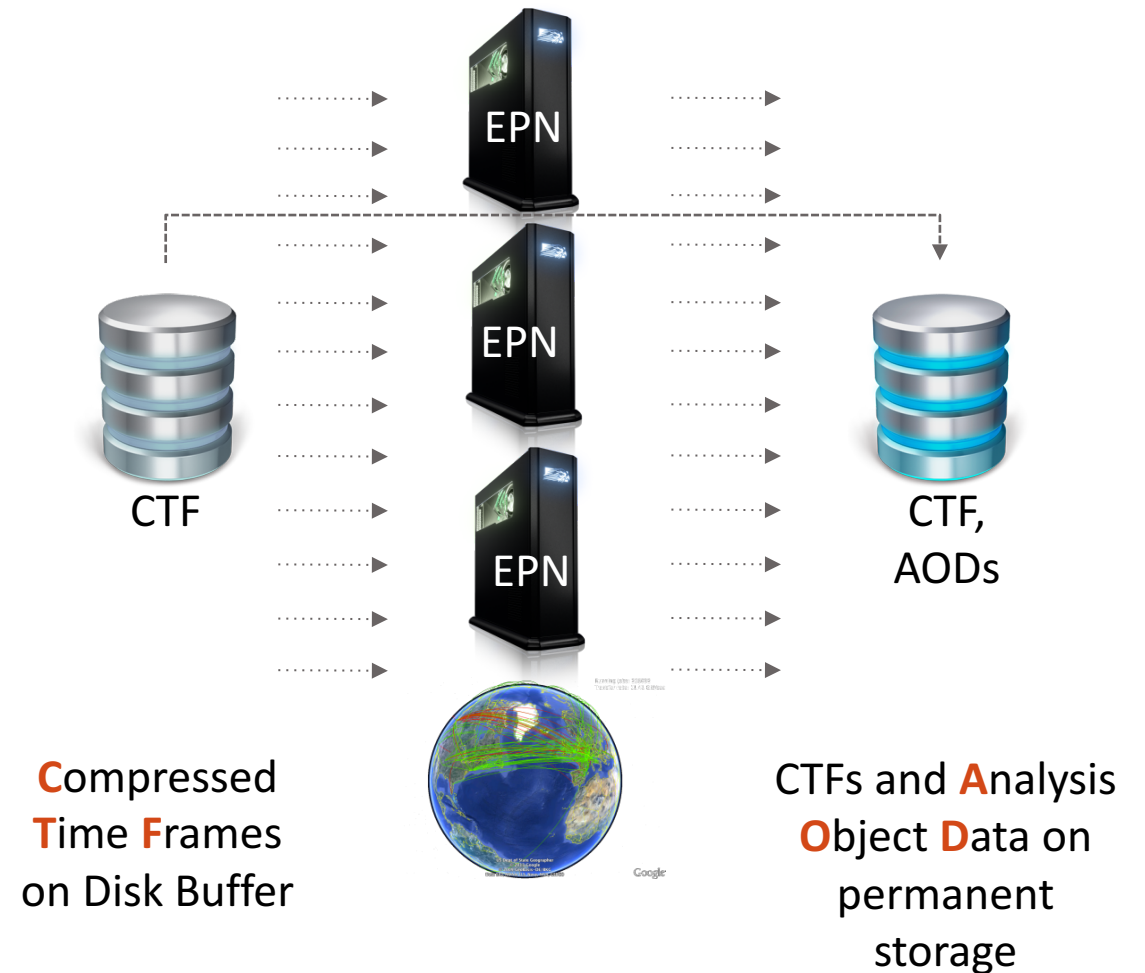 EPN
EPN
EPN
CTF
CTF,
AODs
Compressed
Time Frames
on Disk Buffer
CTFs and Analysis
Object Data on
permanent
storage
Google